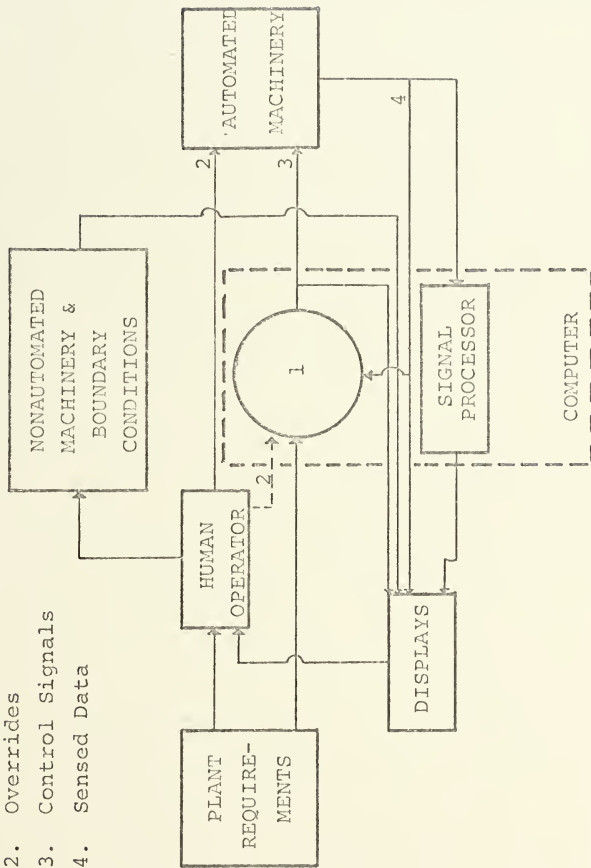 2. Overrides
3. Control Signals
4. Sensed Data
NONAUTOMATED
MACHINERY &
BOUNDARY
CONDITIONS
AUTOMATED
MACHINERY
2
3
4
HUMAN
OPERATOR
2
1
PLANT
REQUIRE-
MENTS
DISPLAYS
SIGNAL
PROCESSOR
COMPUTER